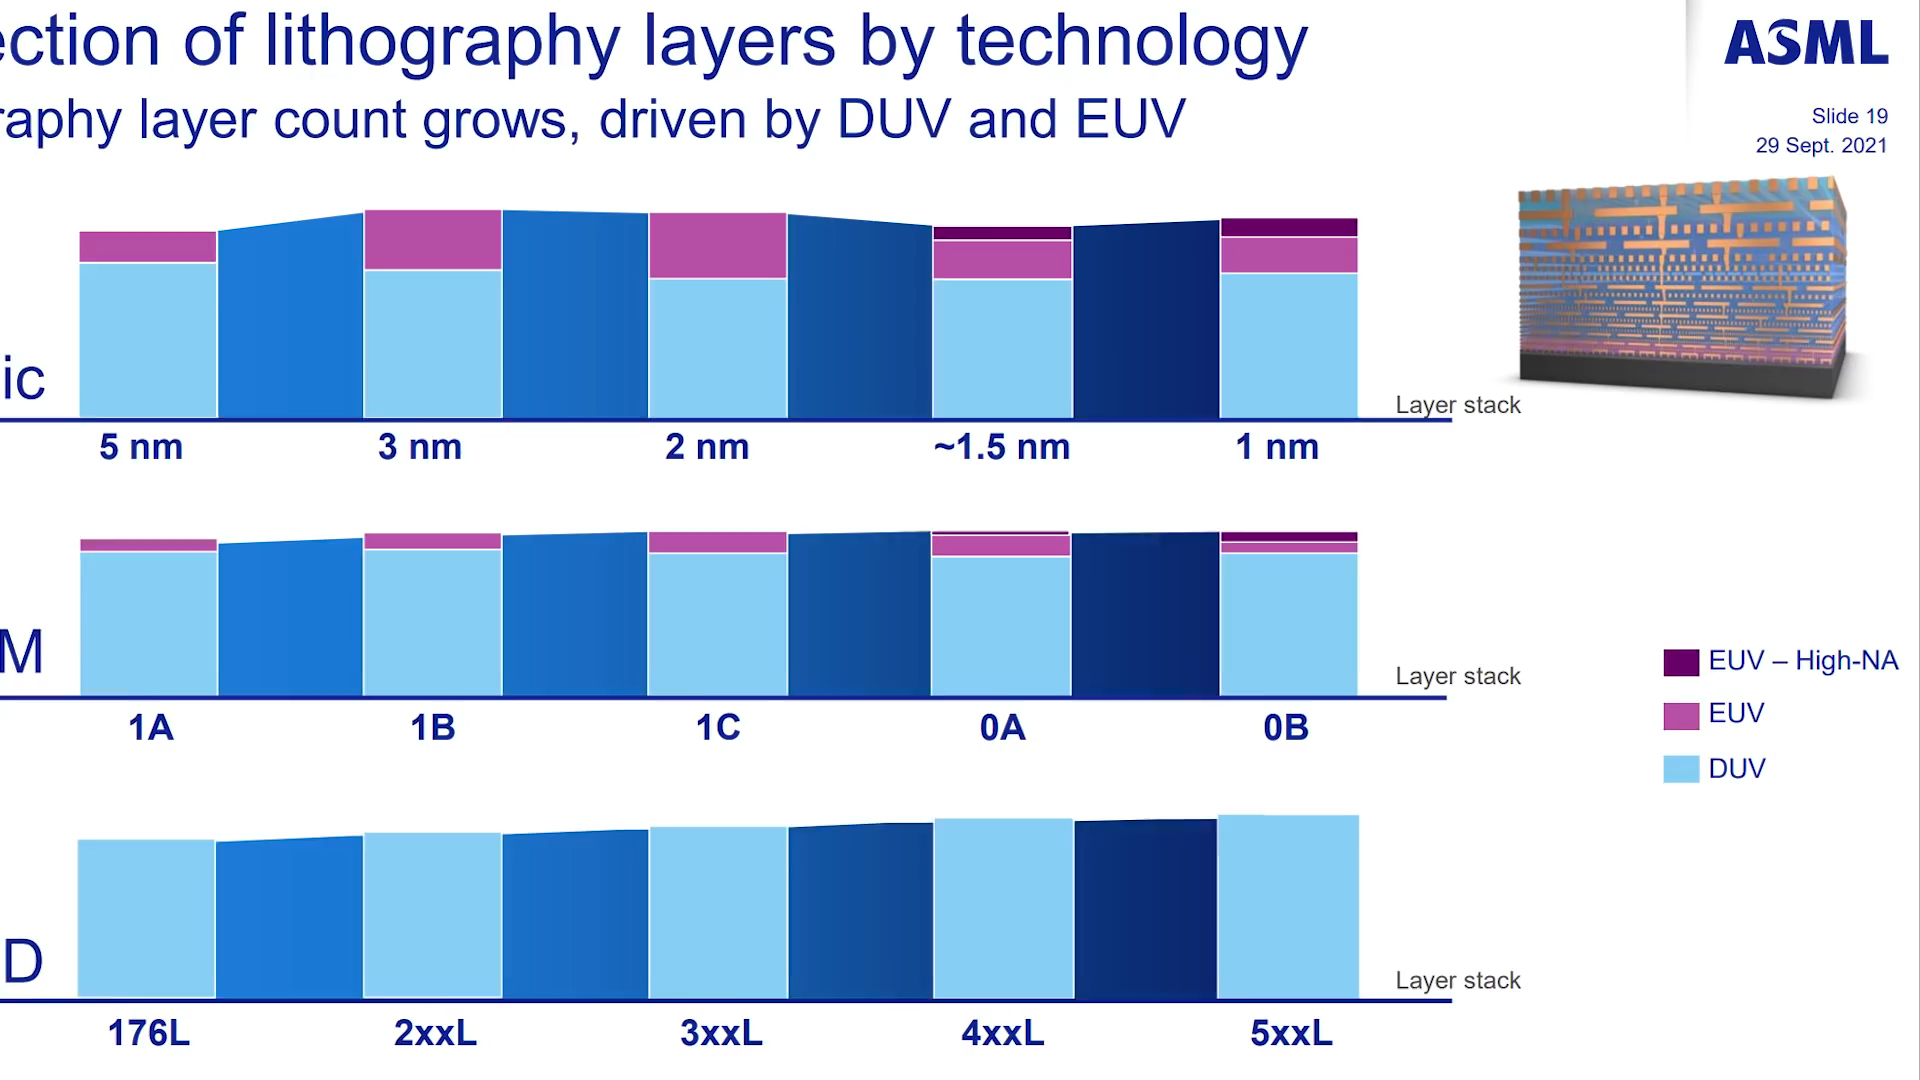 ection of lithography layers by technology
ASML
raphy layer count grows, driven by DUV and EUV
Slide 19
29 Sept. 2021
ic
Layer stack
5 nm 3 nm 2 nm ~1.5 nm 1 nm
M
Layer stack
1A 1B 1C 0A 0B
EUV – High-NA
EUV
DUV
D
Layer stack
176L 2xxL 3xxL 4xxL 5xxL